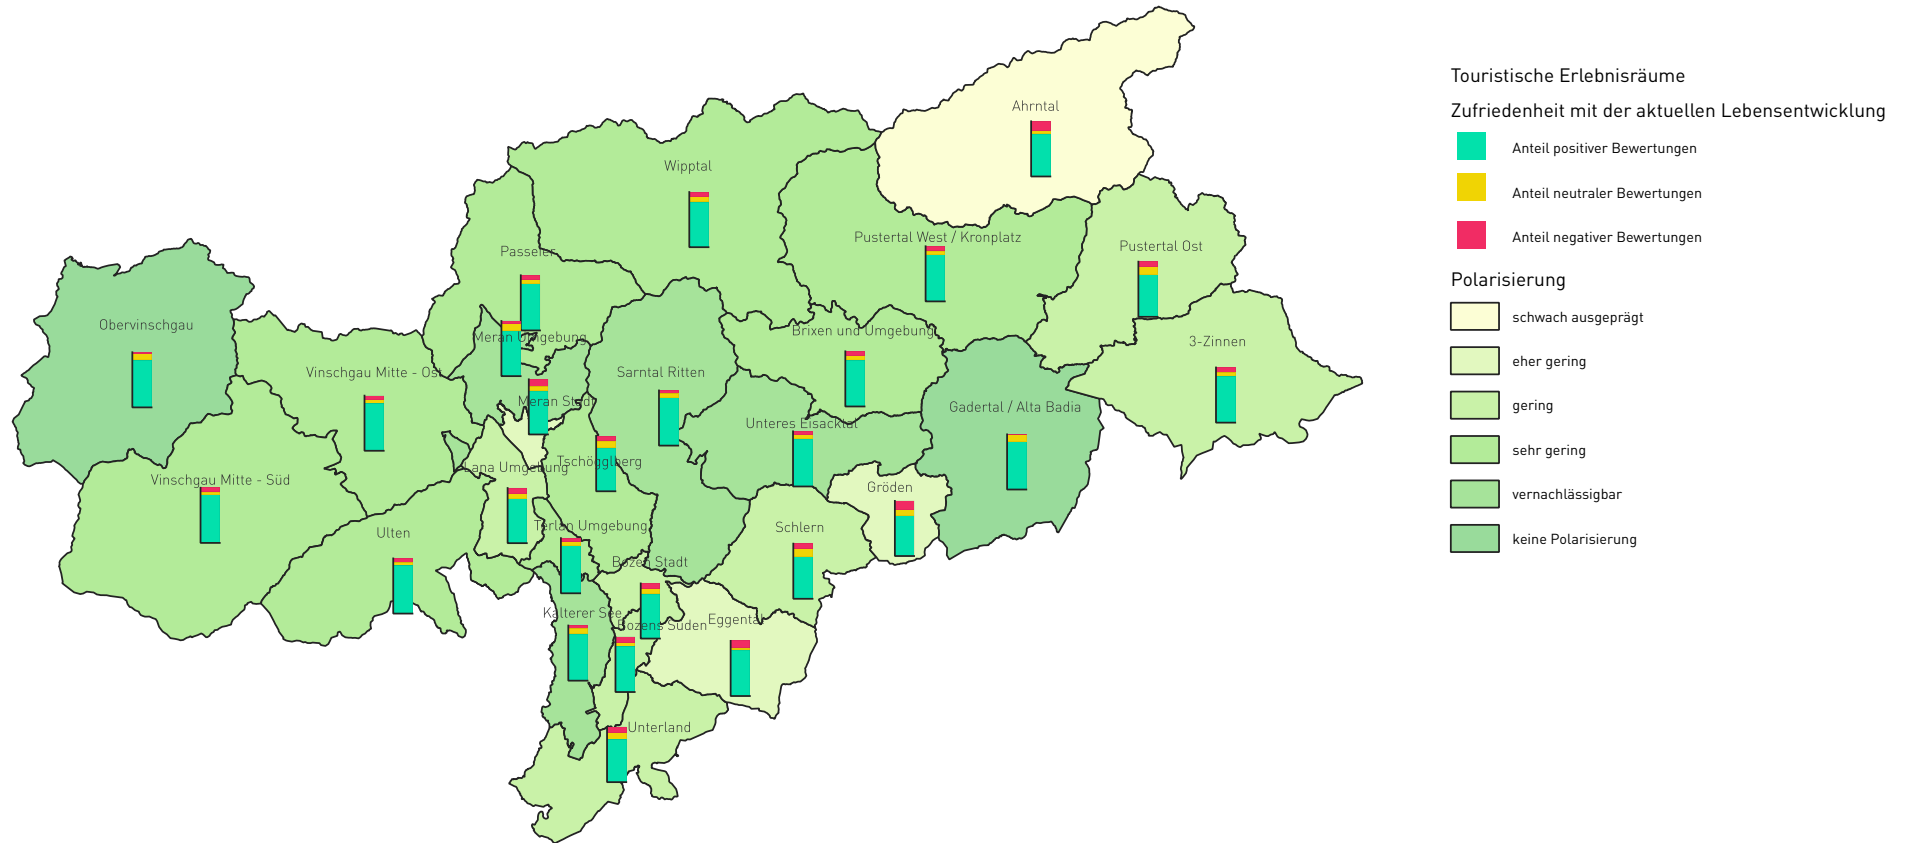 Touristische Erlebnisräume
Zufriedenheit mit der aktuellen Lebensentwicklung
Anteil positiver Bewertungen
Anteil neutraler Bewertungen
Anteil negativer Bewertungen
Polarisierung
schwach ausgeprägt
eher gering
gering
sehr gering
vernachlässigbar
keine Polarisierung
Ahrntal
Wipptal
Pustertal West / Kronplatz
Pustertal Ost
Passeier
Obervinschgau
Meran Umgebung
Brixen und Umgebung
3-Zinnen
Vinschgau Mitte - Ost
Sarntal Ritten
Meran Stadt
Gadertal / Alta Badia
Unteres Eisacktal
Lana Umgebung
Tschögglberg
Vinschgau Mitte - Süd
Gröden
Ulten
Terlan Umgebung
Schlern
Bozen Stadt
Kalterer See
Bozens Süden
Eggental
Unterland